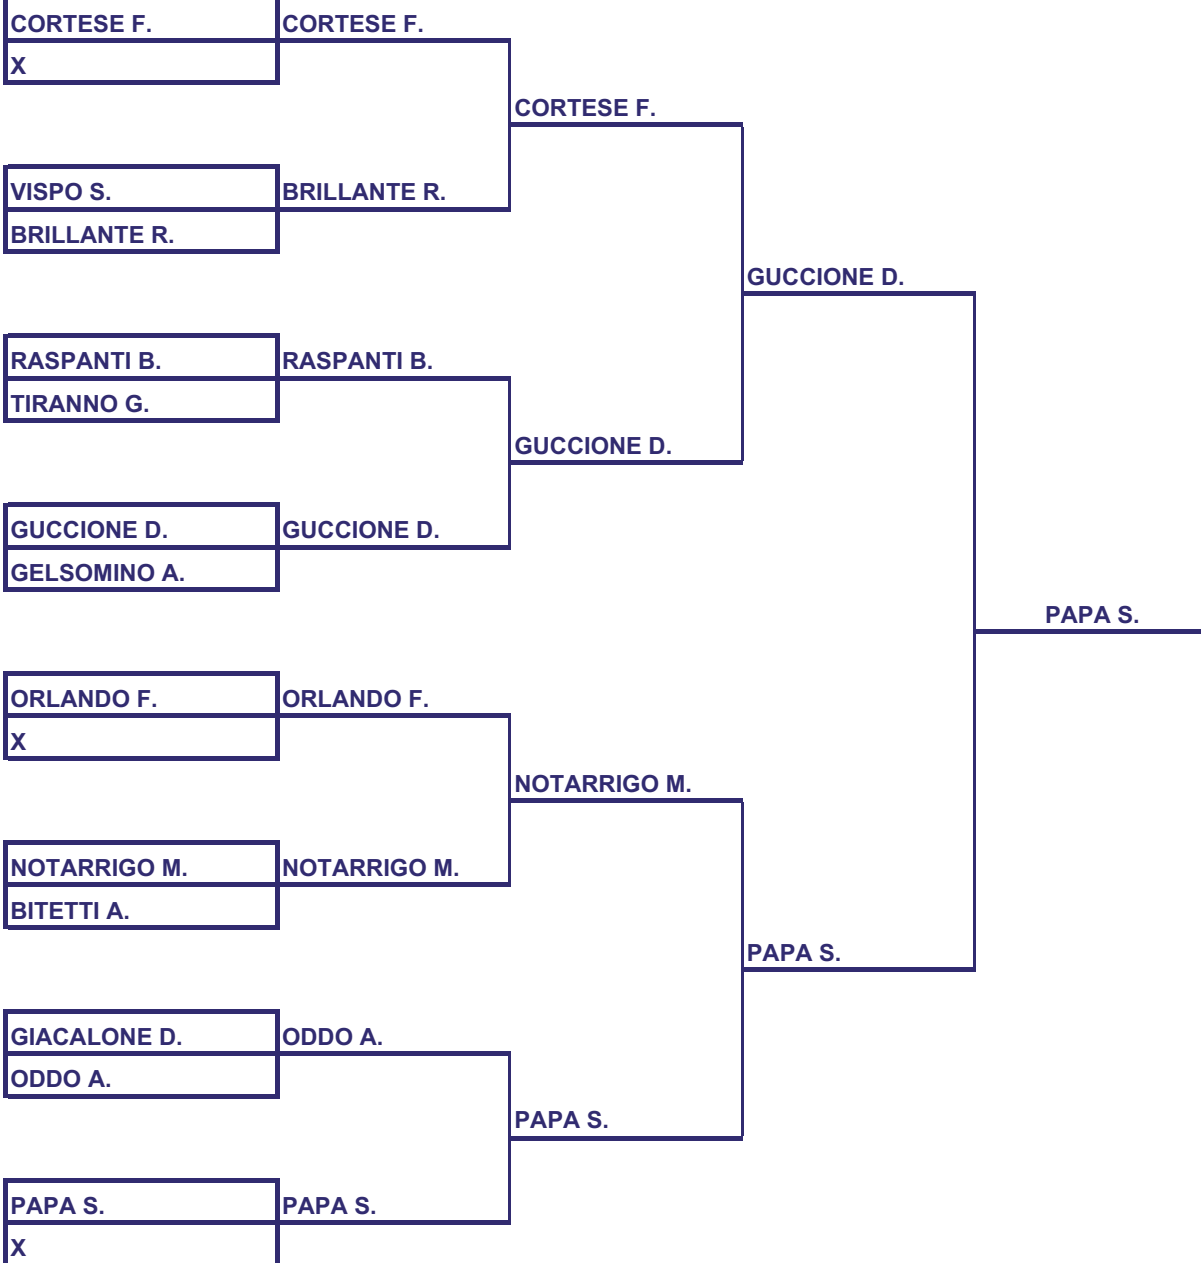 CORTESE F. CORTESE F.
X
CORTESE F.
VISPO S. BRILLANTE R.
BRILLANTE R.
GUCCIONE D.
RASPANTI B. RASPANTI B.
TIRANNO G.
GUCCIONE D.
GUCCIONE D. GUCCIONE D.
GELSOMINO A.
PAPA S.
ORLANDO F. ORLANDO F.
X
NOTARRIGO M.
NOTARRIGO M. NOTARRIGO M.
BITETTI A.
PAPA S.
GIACALONE D. ODDO A.
ODDO A.
PAPA S.
PAPA S. PAPA S.
X